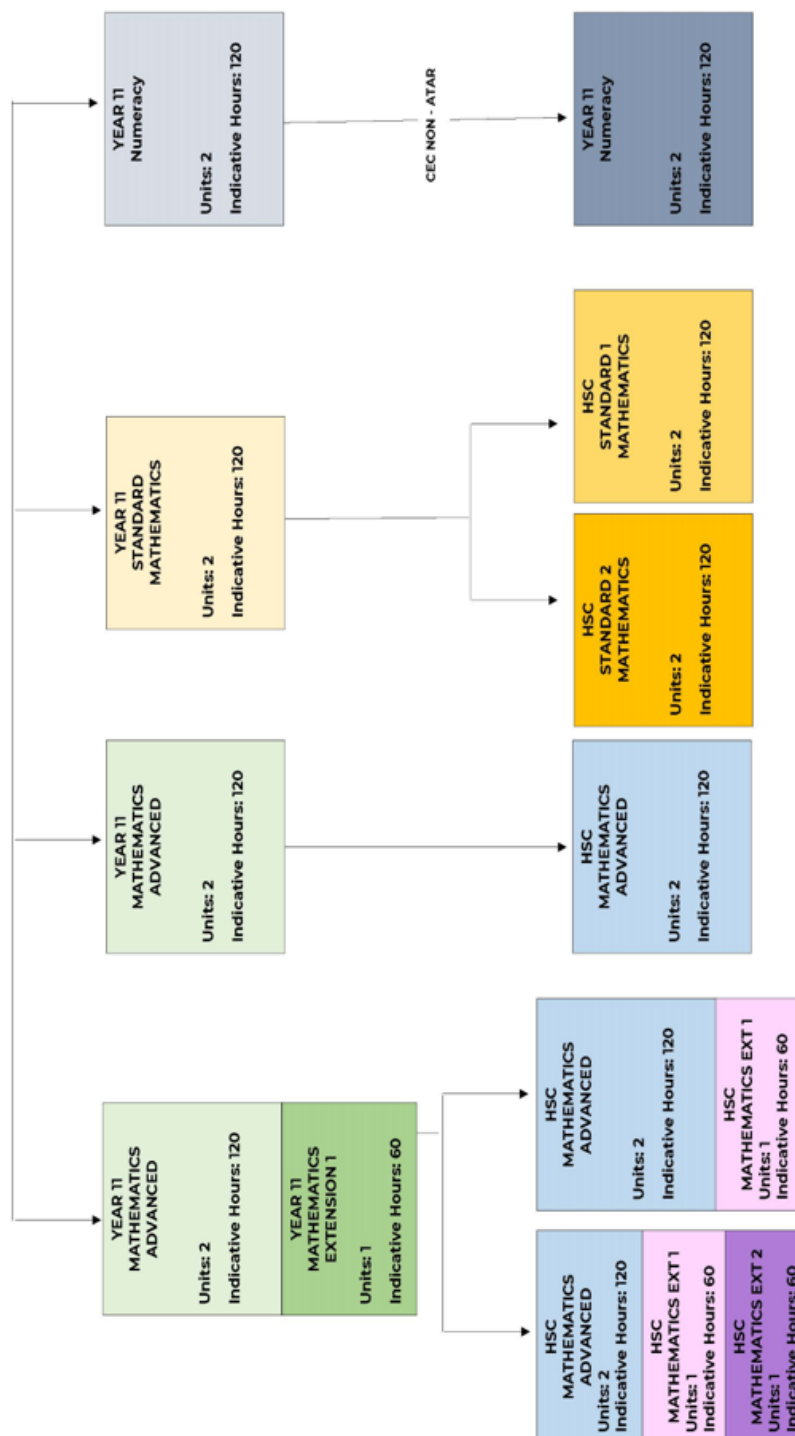 YEAR 11
MATHEMATICS
ADVANCED
Units: 2
Indicative Hours: 120
YEAR 11
MATHEMATICS
EXTENSION 1
Units: 1
Indicative Hours: 60
YEAR 11
MATHEMATICS
ADVANCED
Units: 2
Indicative Hours: 120
YEAR 11
STANDARD
MATHEMATICS
Units: 2
Indicative Hours: 120
YEAR 11
Numeracy
Units: 2
Indicative Hours: 120
CEC NON - ATAR
HSC
MATHEMATICS
ADVANCED
Units: 2
Indicative Hours: 120
HSC
MATHEMATICS EXT 1
Units: 1
Indicative Hours: 60
HSC
MATHEMATICS EXT 2
Units: 1
Indicative Hours: 60
HSC
MATHEMATICS
ADVANCED
Units: 2
Indicative Hours: 120
HSC
MATHEMATICS EXT 1
Units: 1
Indicative Hours: 60
HSC
MATHEMATICS
ADVANCED
Units: 2
Indicative Hours: 120
HSC
STANDARD 2
MATHEMATICS
Units: 2
Indicative Hours: 120
HSC
STANDARD 1
MATHEMATICS
Units: 2
Indicative Hours: 120
YEAR 11
Numeracy
Units: 2
Indicative Hours: 120